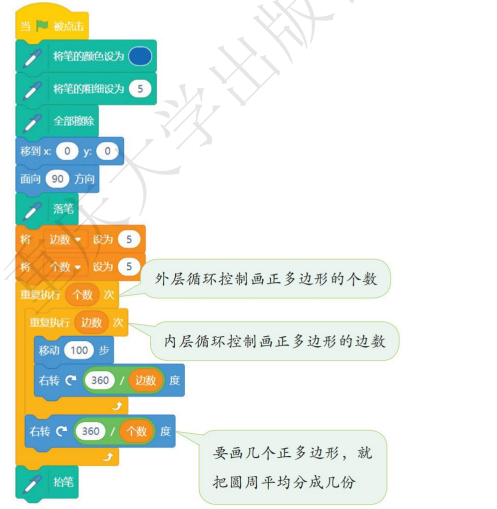 当 被点击
将笔的颜色设为
将笔的粗细设为 5
全部擦除
移到 x: 0 y: 0
面向 90 方向
落笔
将 边数 设为 5
将 个数 设为 5
外层循环控制画正多边形的个数
重复执行 个数 次
重复执行 边数 次
内层循环控制画正多边形的边数
移动 100 步
右转 360 / 边数 度
右转 360 / 个数 度
要画几个正多边形，就
把圆周平均分成几份
抬笔
重庆大学出版